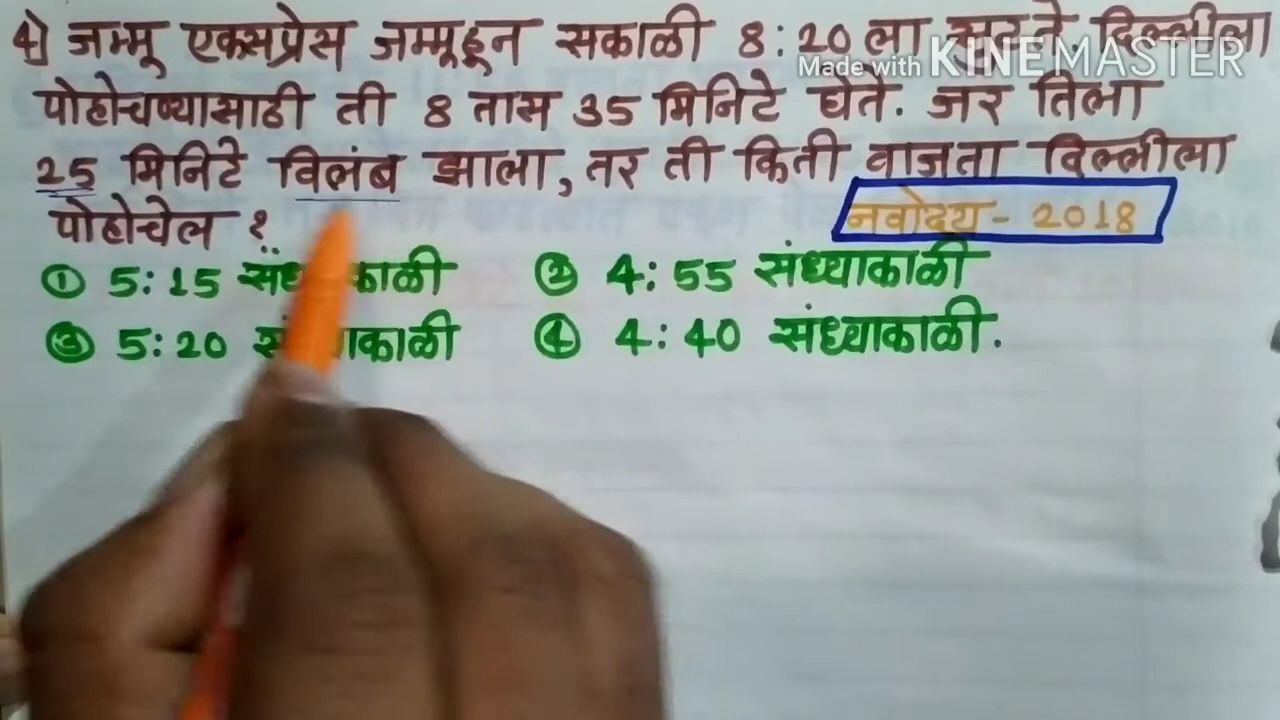 4] जम्मू एक्सप्रेस जम्मूहून सकाळी 8:20 ला सुटते. दिल्लीला
Made with KINEMASTER
पोहोचण्यासाठी ती 8 तास 35 मिनिटे घेते. जर तिला
25 मिनिटे विलंब झाला, तर ती किती वाजता दिल्लीला
पोहोचेल ?
नवोदय - 2018
① 5:15 ② 4:55 संध्याकाळी
③ 5:20 ④ 4:40 संध्याकाळी.